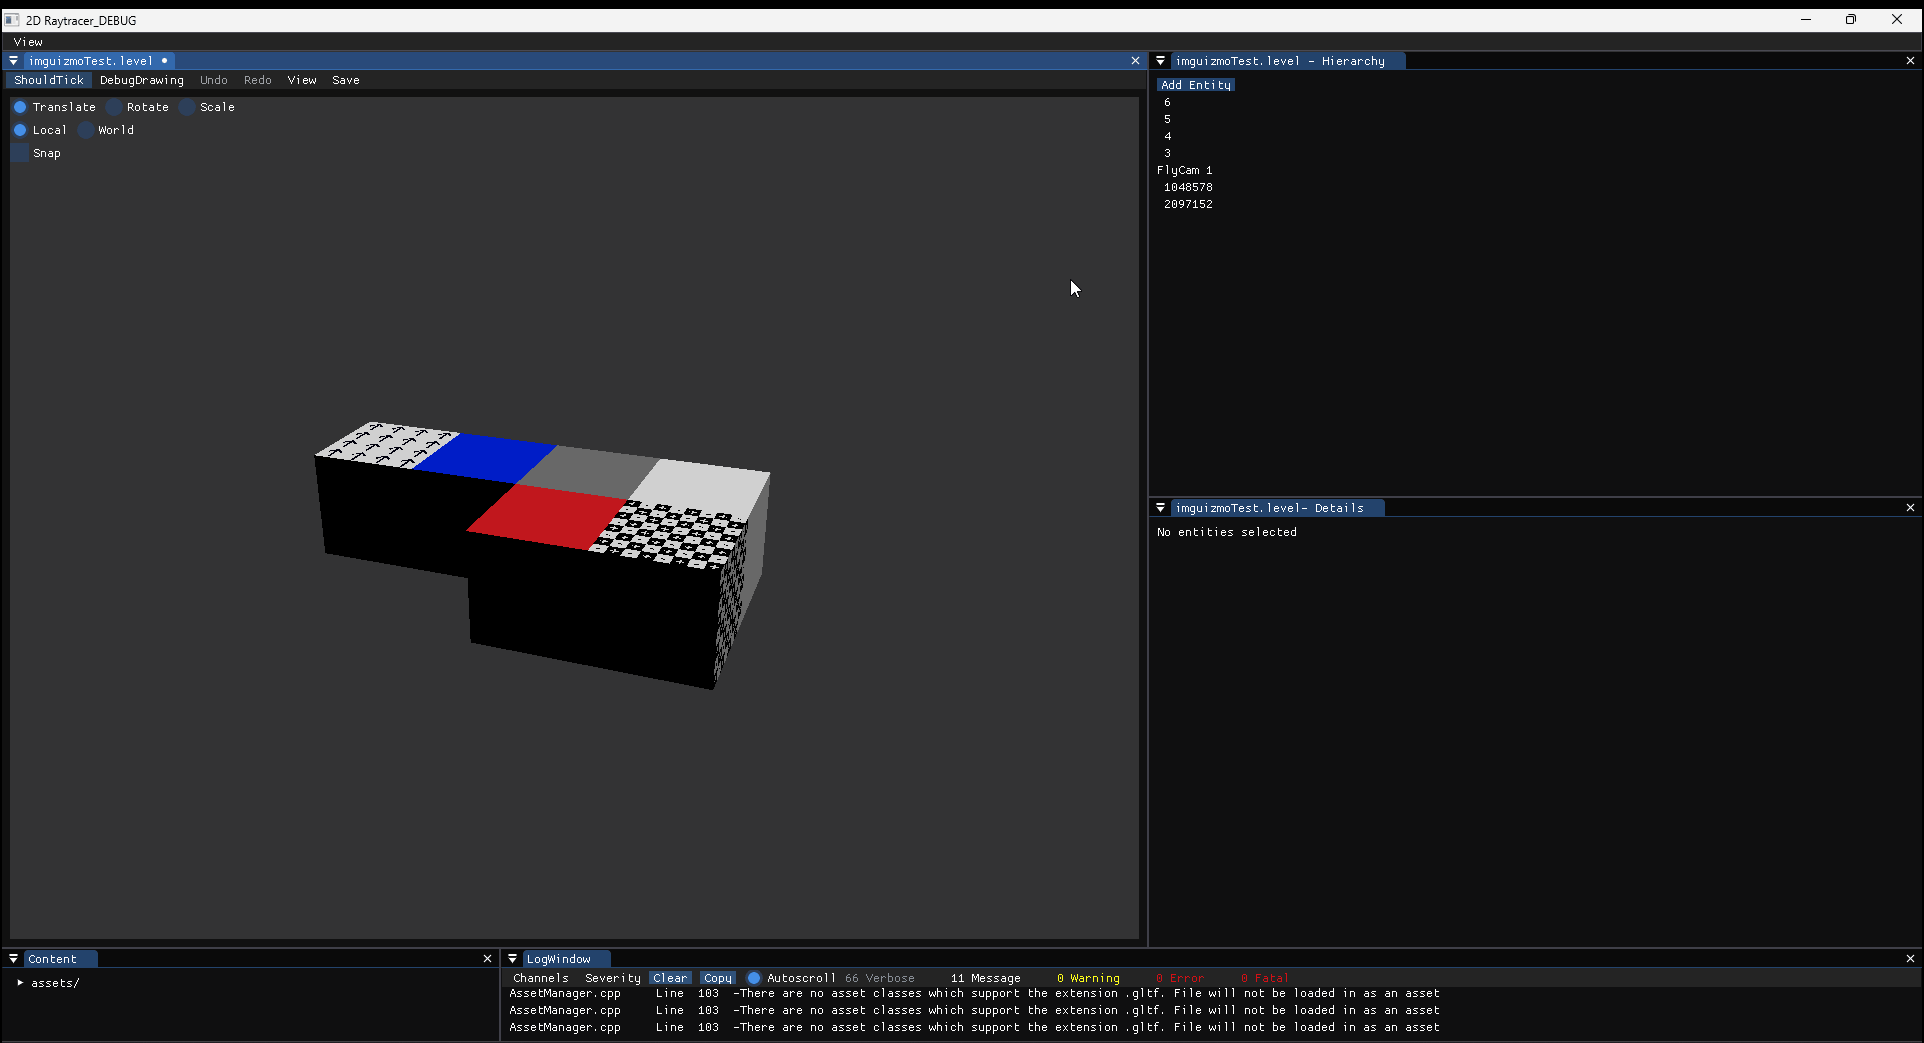 2D Raytracer_DEBUG
View
imguizmoTest.level
ShouldTick DebugDrawing Undo Redo View Save
Translate Rotate Scale
Local World
Snap
imguizmoTest.level - Hierarchy
Add Entity
6
5
4
3
FlyCam 1
1048578
2097152
imguizmoTest.level- Details
No entities selected
Content
assets/
LogWindow
Channels Severity Clear Copy Autoscroll 66 Verbose 11 Message 0 Warning 0 Error 0 Fatal
AssetManager.cpp Line 103 -There are no asset classes which support the extension .gltf. File will not be loaded in as an asset
AssetManager.cpp Line 103 -There are no asset classes which support the extension .gltf. File will not be loaded in as an asset
AssetManager.cpp Line 103 -There are no asset classes which support the extension .gltf. File will not be loaded in as an asset